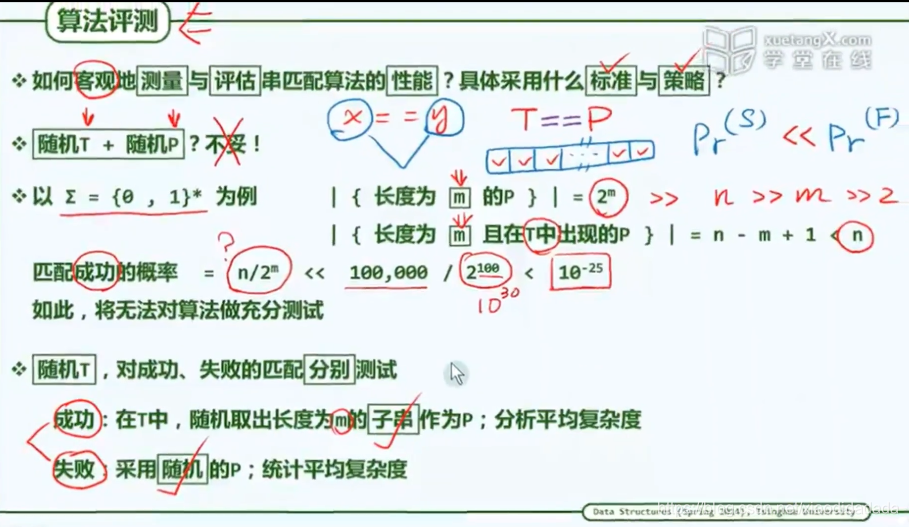 算法评测
xuetangX.com
学堂在线
❖ 如何客观地测量与评估串匹配算法的性能？具体采用什么标准与策略？
x == y
T==P
Pr(S) << Pr(F)
❖ 随机T + 随机P ？不妥！
❖ 以 Σ = {0 , 1}* 为例
| { 长度为 m 的P } | = 2^m >> n >> m >> 2
| { 长度为 m 且在T中出现的P } | = n - m + 1 < n
?
匹配成功的概率 = n/2^m << 100,000 / 2^100 < 10^-25
10^30
如此，将无法对算法做充分测试
❖ 随机T，对成功、失败的匹配分别测试
成功：在T中，随机取出长度为m的子串作为P；分析平均复杂度
失败：采用随机的P；统计平均复杂度
Data Structures (Spring 2014), Tsinghua University